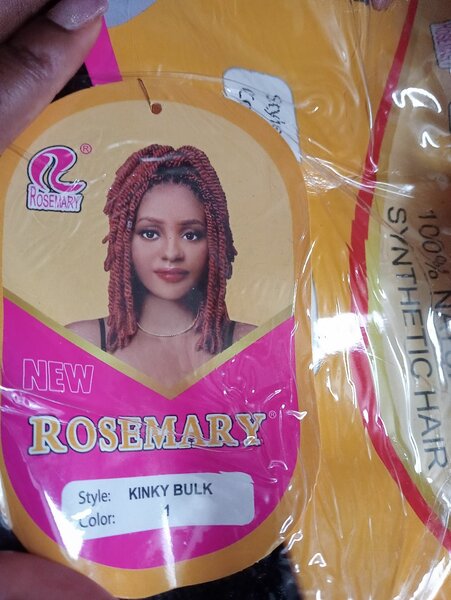 ROSEMARY
NEW
ROSEMARY
Style: KINKY BULK
Color: 1
100%
SYNTHETIC HAIR